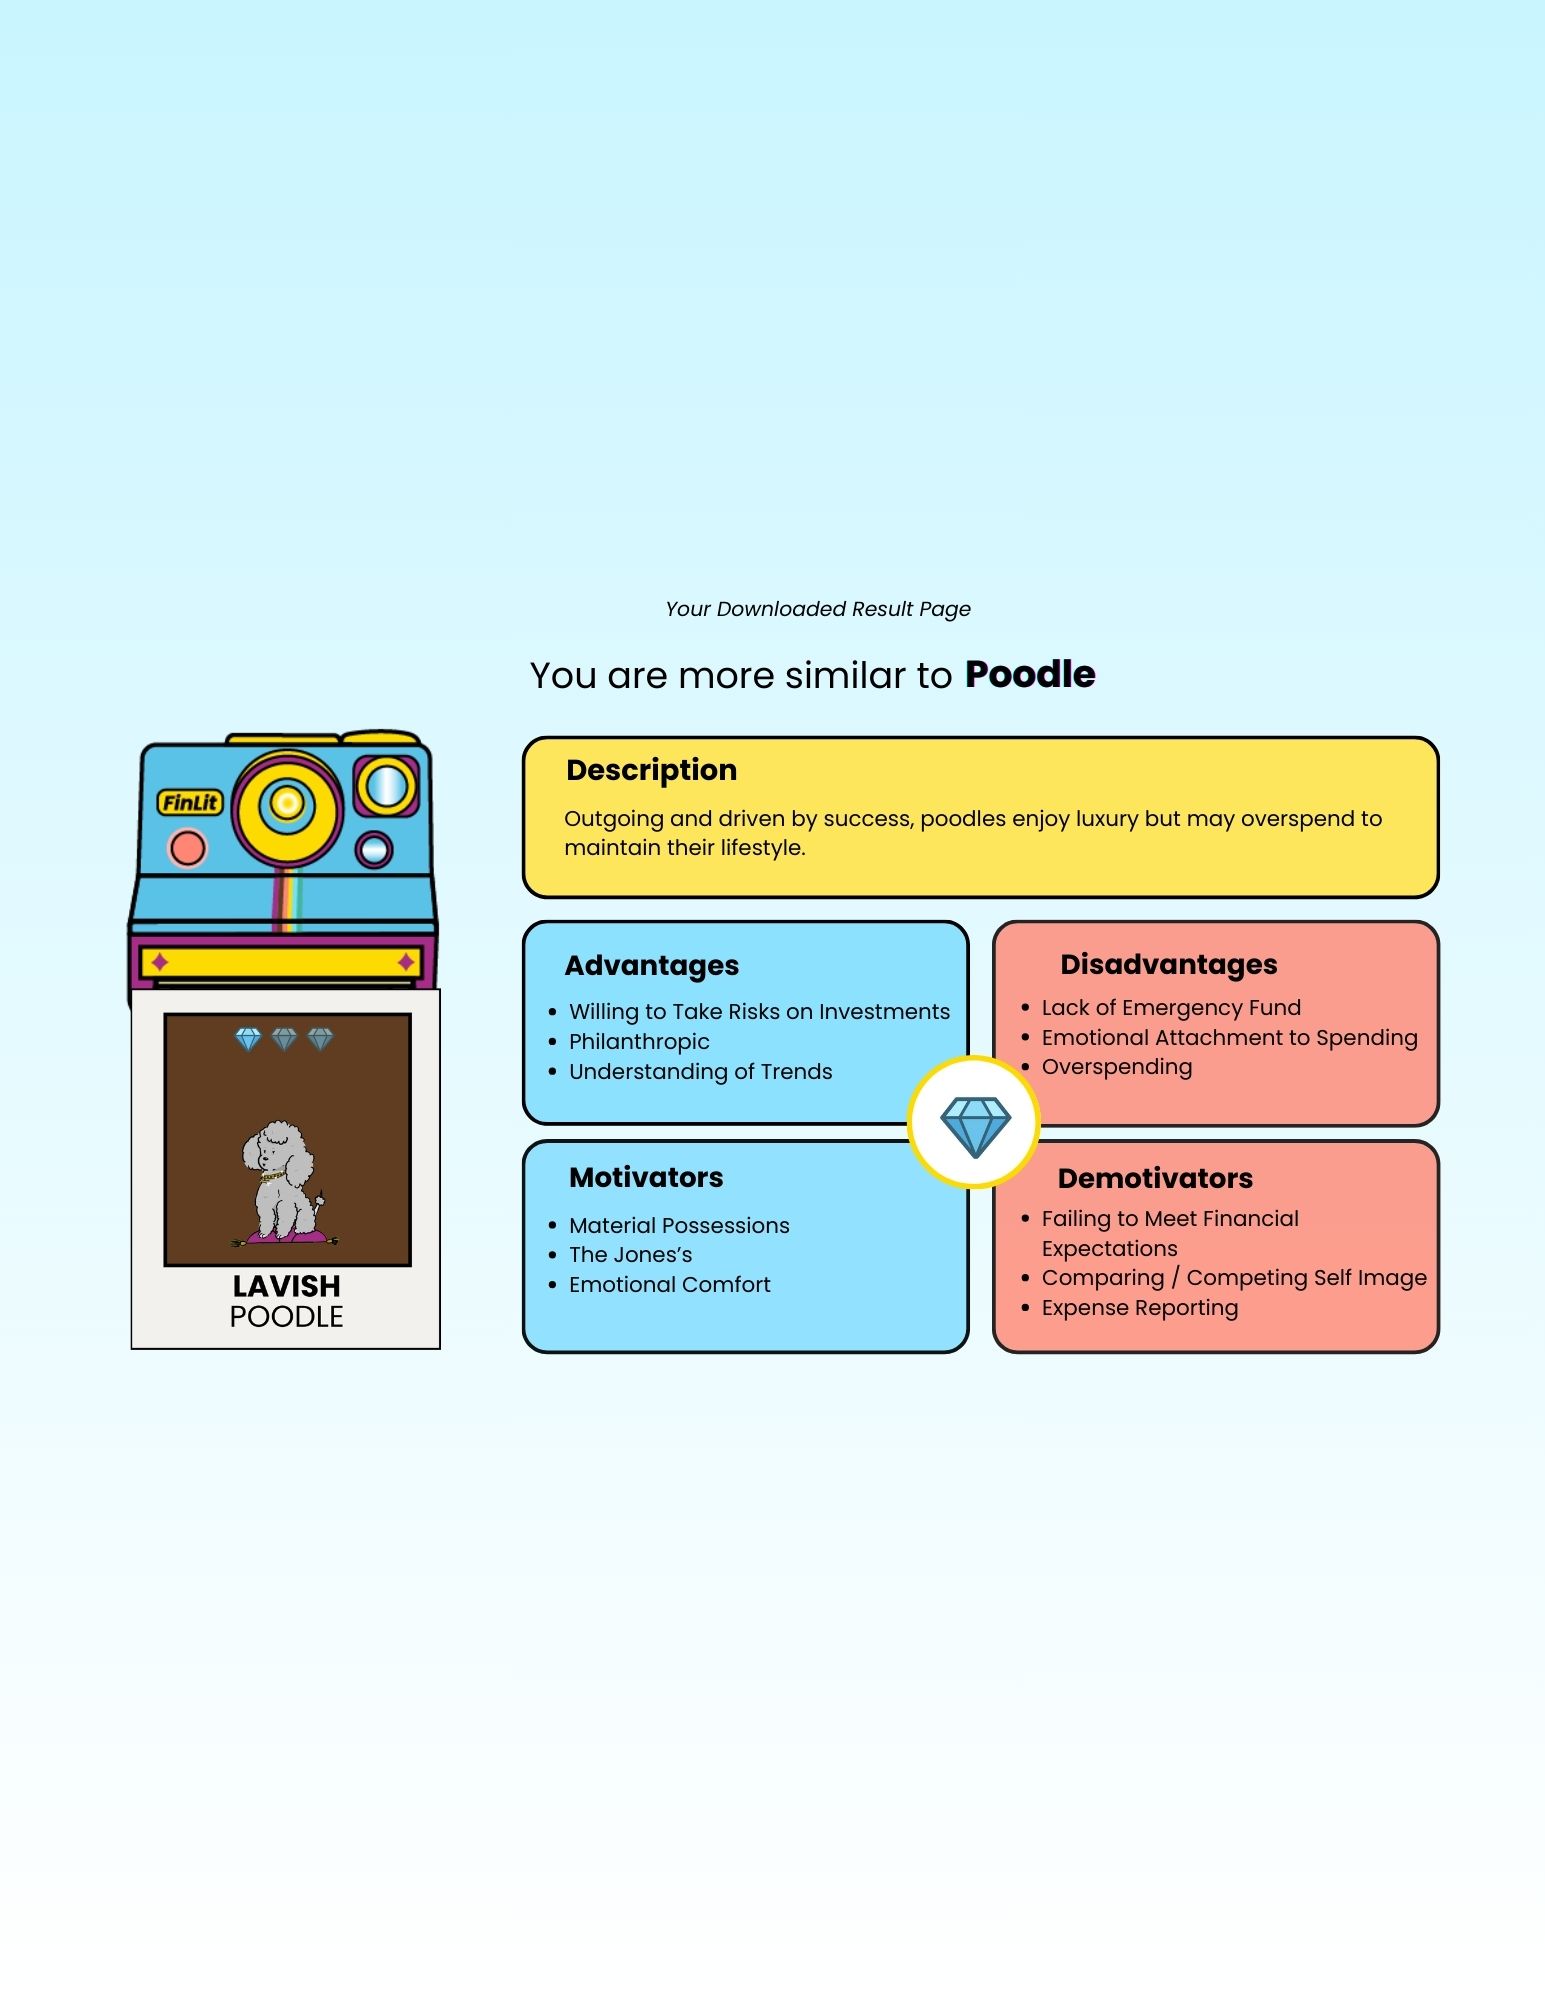 Your Downloaded Result Page
You are more similar to Poodle
FinLit
LAVISH
POODLE
Description
Outgoing and driven by success, poodles enjoy luxury but may overspend to
maintain their lifestyle.
Advantages
• Willing to Take Risks on Investments
• Philanthropic
• Understanding of Trends
Disadvantages
• Lack of Emergency Fund
• Emotional Attachment to Spending
• Overspending
Motivators
• Material Possessions
• The Jones’s
• Emotional Comfort
Demotivators
• Failing to Meet Financial
Expectations
• Comparing / Competing Self Image
• Expense Reporting